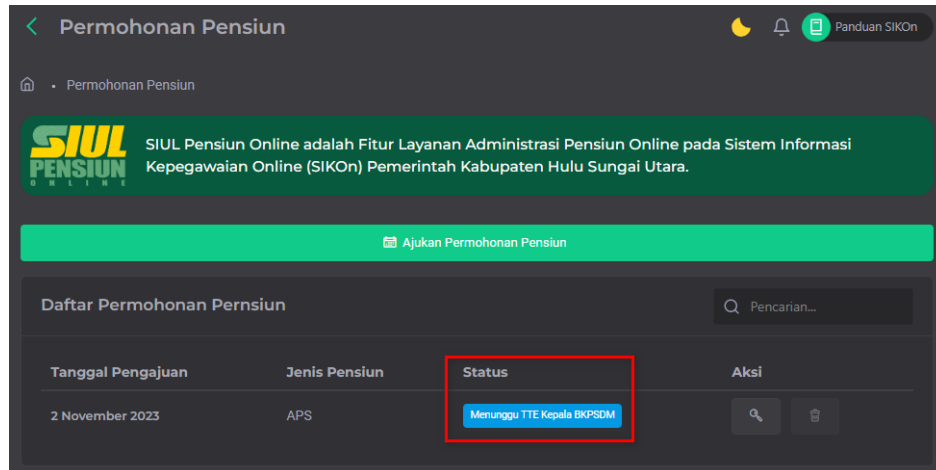 Permohonan Pensiun
Panduan SIKOn
• Permohonan Pensiun
SIUL
PENSIUN
ONLINE
SIUL Pensiun Online adalah Fitur Layanan Administrasi Pensiun Online pada Sistem Informasi
Kepegawaian Online (SIKOn) Pemerintah Kabupaten Hulu Sungai Utara.
Ajukan Permohonan Pensiun
Daftar Permohonan Pernsiun
Pencarian...
Tanggal Pengajuan Jenis Pensiun Status Aksi
2 November 2023 APS Menunggu TTE Kepala BKPSDM